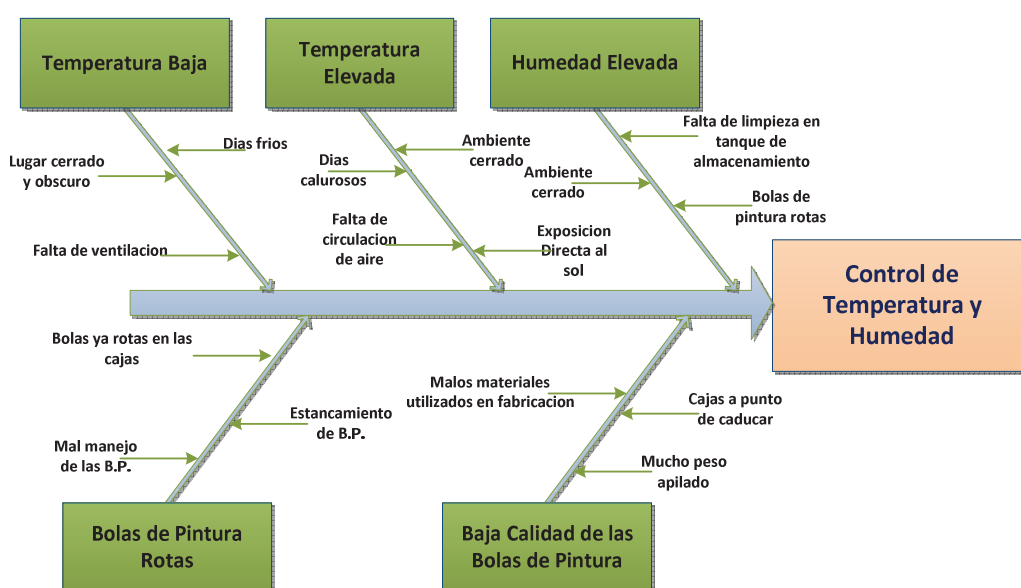 Temperatura Baja
Temperatura
Elevada
Humedad Elevada
Dias frios
Lugar cerrado
y obscuro
Falta de ventilacion
Ambiente
cerrado
Dias
calurosos
Falta de
circulacion
de aire
Exposicion
Directa al
sol
Falta de limpieza en
tanque de
almacenamiento
Ambiente
cerrado
Bolas de
pintura rotas
Control de
Temperatura y
Humedad
Bolas ya rotas en las
cajas
Estancamiento
de B.P.
Mal manejo
de las B.P.
Malos materiales
utilizados en fabricacion
Cajas a punto
de caducar
Mucho peso
apilado
Bolas de Pintura
Rotas
Baja Calidad de las
Bolas de Pintura